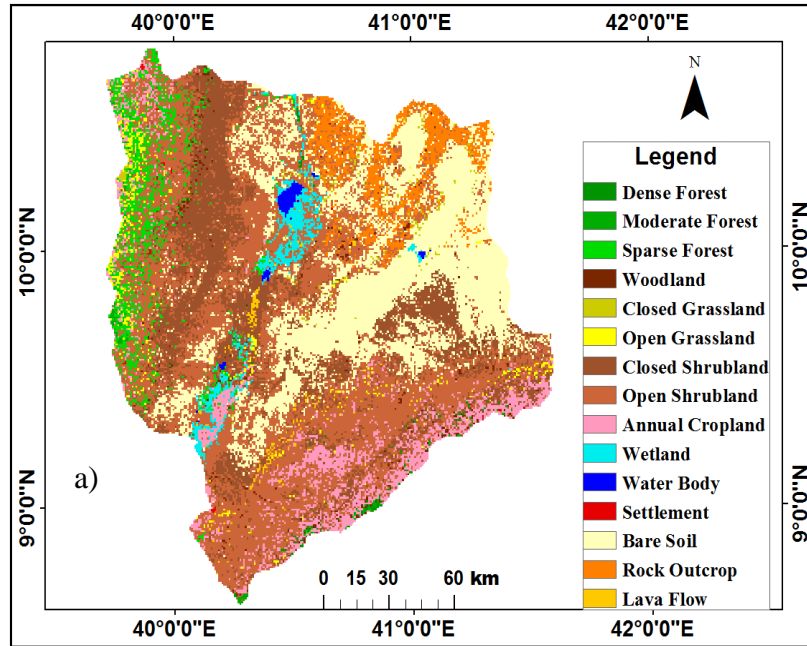 40°0'0"E 41°0'0"E 42°0'0"E
N
Legend
Dense Forest
Moderate Forest
Sparse Forest
Woodland
Closed Grassland
Open Grassland
Closed Shrubland
Open Shrubland
Annual Cropland
Wetland
Water Body
Settlement
Bare Soil
Rock Outcrop
Lava Flow
10°0'0"N
10°0'0"N
a)
9°0'0"N
9°0'0"N
0 15 30 60 km
40°0'0"E 41°0'0"E 42°0'0"E